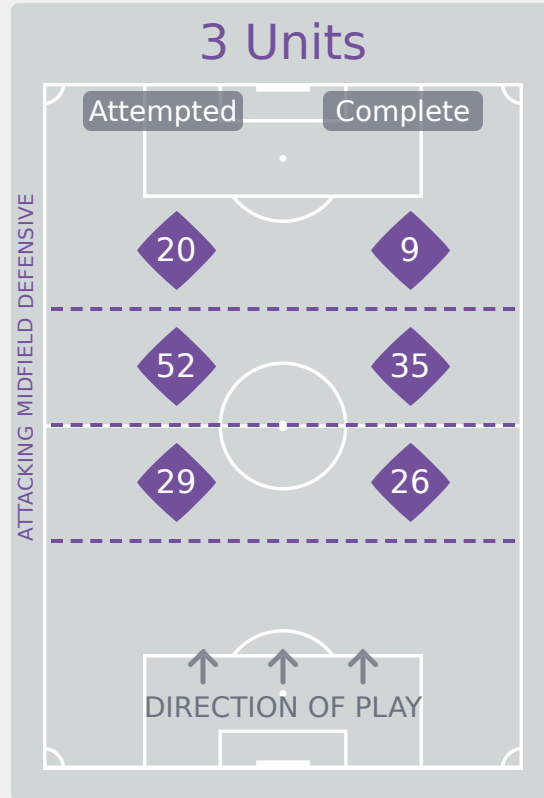 3 Units
Attempted Complete
20 9
52 35
29 26
ATTACKING MIDFIELD DEFENSIVE
DIRECTION OF PLAY